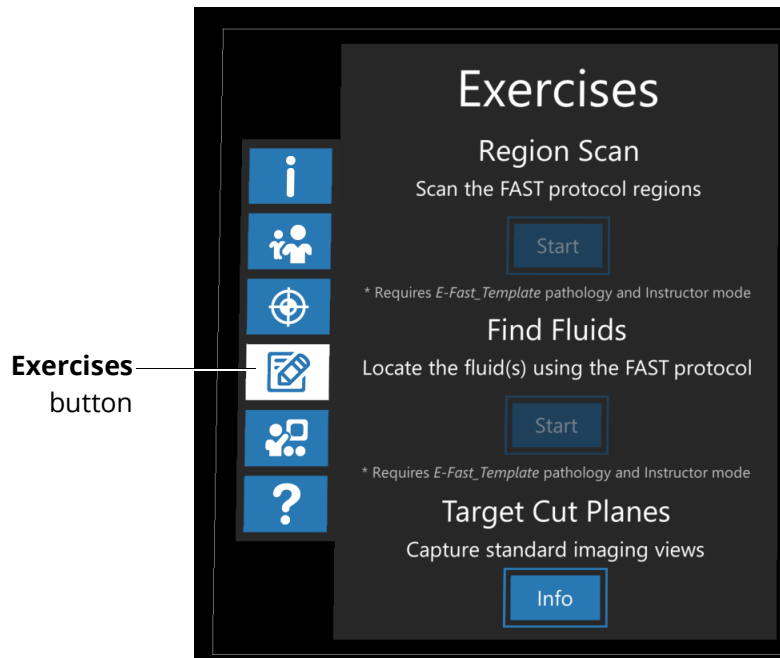 Exercises
Region Scan
Scan the FAST protocol regions
Start
* Requires E-Fast_Template pathology and Instructor mode
Find Fluids
Locate the fluid(s) using the FAST protocol
Start
* Requires E-Fast_Template pathology and Instructor mode
Target Cut Planes
Capture standard imaging views
Info
i
?
Exercises
button